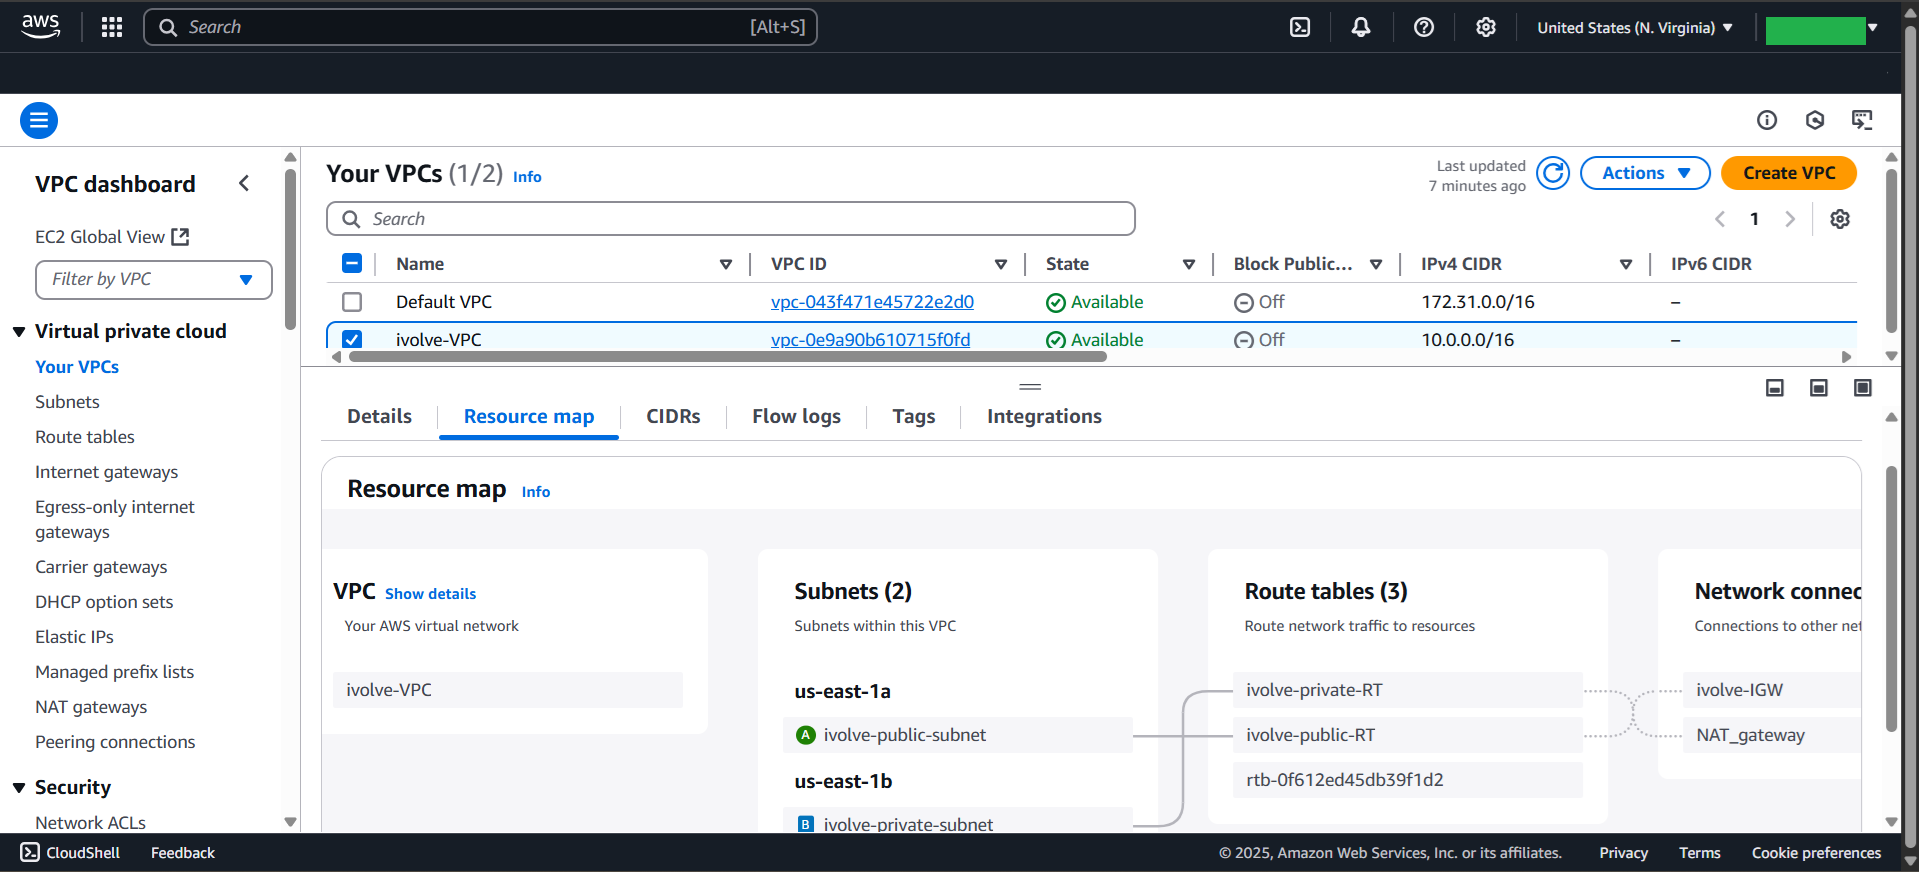 aws
Search [Alt+S]
United States (N. Virginia)
VPC dashboard
EC2 Global View
Filter by VPC
Virtual private cloud
Your VPCs
Subnets
Route tables
Internet gateways
Egress-only internet
gateways
Carrier gateways
DHCP option sets
Elastic IPs
Managed prefix lists
NAT gateways
Peering connections
Security
Network ACLs
Your VPCs (1/2) Info
Last updated
7 minutes ago
Actions
Create VPC
Search
1
Name VPC ID State Block Public... IPv4 CIDR IPv6 CIDR
Default VPC vpc-043f471e45722e2d0 Available Off 172.31.0.0/16 –
ivolve-VPC vpc-0e9a90b610715f0fd Available Off 10.0.0.0/16 –
Details Resource map CIDRs Flow logs Tags Integrations
Resource map Info
VPC Show details
Your AWS virtual network
ivolve-VPC
Subnets (2)
Subnets within this VPC
us-east-1a
A ivolve-public-subnet
us-east-1b
B ivolve-private-subnet
Route tables (3)
Route network traffic to resources
ivolve-private-RT
ivolve-public-RT
rtb-0f612ed45db39f1d2
Network connec
Connections to other net
ivolve-IGW
NAT_gateway
CloudShell Feedback © 2025, Amazon Web Services, Inc. or its affiliates. Privacy Terms Cookie preferences